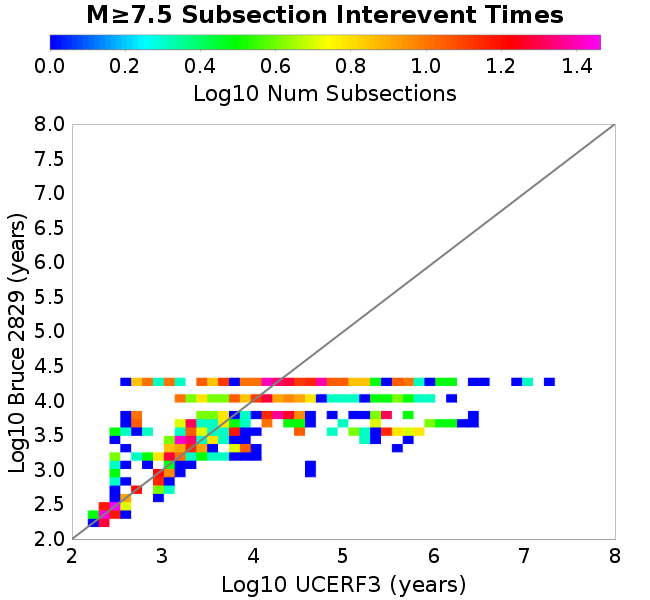 M≥7.5 Subsection Interevent Times
0.0 0.2 0.4 0.6 0.8 1.0 1.2 1.4
Log10 Num Subsections
8.0
7.5
7.0
6.5
6.0
5.5
5.0
4.5
4.0
3.5
3.0
2.5
2.0
Log10 Bruce 2829 (years)
2 3 4 5 6 7 8
Log10 UCERF3 (years)